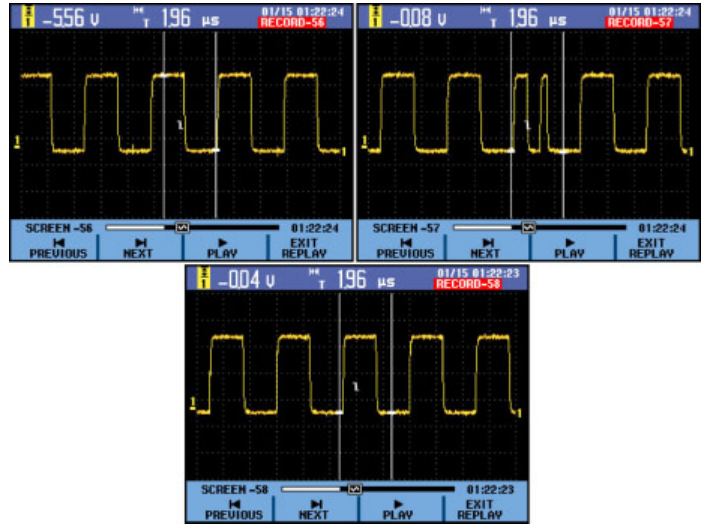 1 -5.56 V T 1.96 µs 01/15 01:22:24
RECORD-56
1
1
SCREEN -56 01:22:24
PREVIOUS NEXT PLAY EXIT REPLAY
1 -0.08 V T 1.96 µs 01/15 01:22:24
RECORD-57
1
1
SCREEN -57 01:22:24
PREVIOUS NEXT PLAY EXIT REPLAY
1 -0.04 V T 1.96 µs 01/15 01:22:23
RECORD-58
1
1
SCREEN -58 01:22:23
PREVIOUS NEXT PLAY EXIT REPLAY